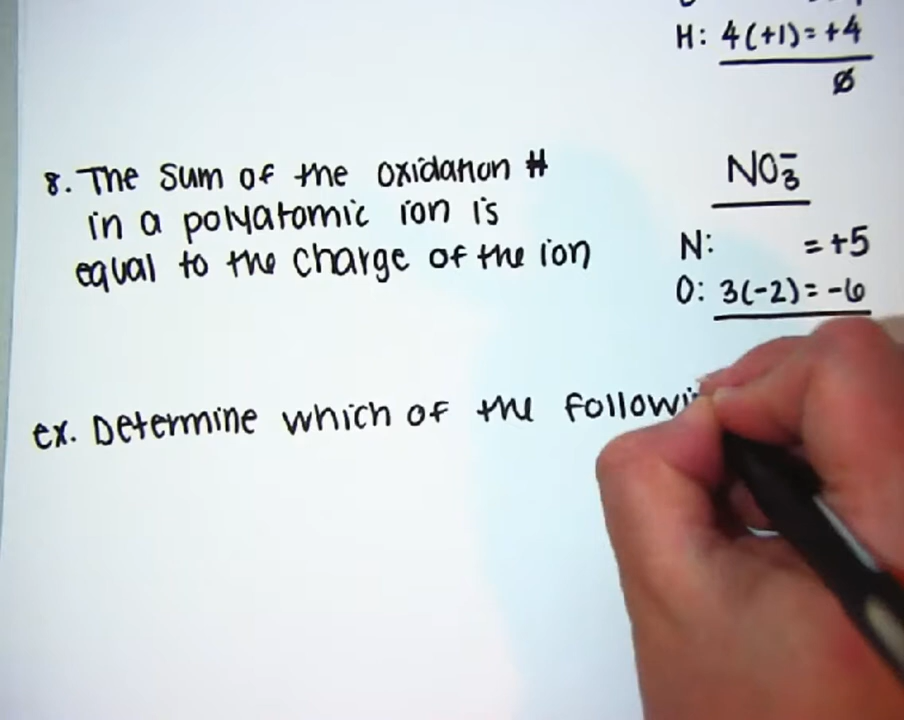 H: 4(+1)=+4
Ø
8. The sum of the oxidation #
in a polyatomic ion is
equal to the charge of the ion
NO₃⁻
N: =+5
O: 3(-2)=-6
ex. Determine which of the followi